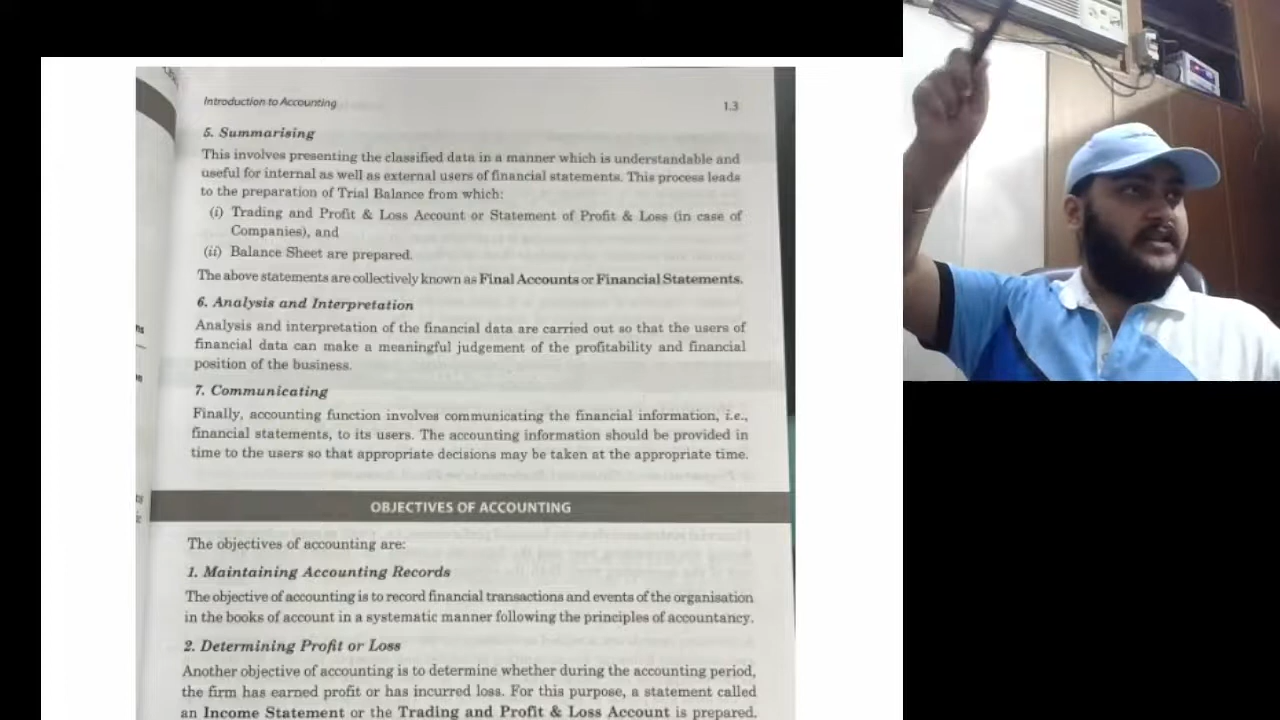 Introduction to Accounting 1.3
5. Summarising
This involves presenting the classified data in a manner which is understandable and
useful for internal as well as external users of financial statements. This process leads
to the preparation of Trial Balance from which:
(i) Trading and Profit & Loss Account or Statement of Profit & Loss (in case of
Companies), and
(ii) Balance Sheet are prepared.
The above statements are collectively known as Final Accounts or Financial Statements.
6. Analysis and Interpretation
Analysis and interpretation of the financial data are carried out so that the users of
financial data can make a meaningful judgement of the profitability and financial
position of the business.
7. Communicating
Finally, accounting function involves communicating the financial information, i.e.,
financial statements, to its users. The accounting information should be provided in
time to the users so that appropriate decisions may be taken at the appropriate time.
OBJECTIVES OF ACCOUNTING
The objectives of accounting are:
1. Maintaining Accounting Records
The objective of accounting is to record financial transactions and events of the organisation
in the books of account in a systematic manner following the principles of accountancy.
2. Determining Profit or Loss
Another objective of accounting is to determine whether during the accounting period,
the firm has earned profit or has incurred loss. For this purpose, a statement called
an Income Statement or the Trading and Profit & Loss Account is prepared.